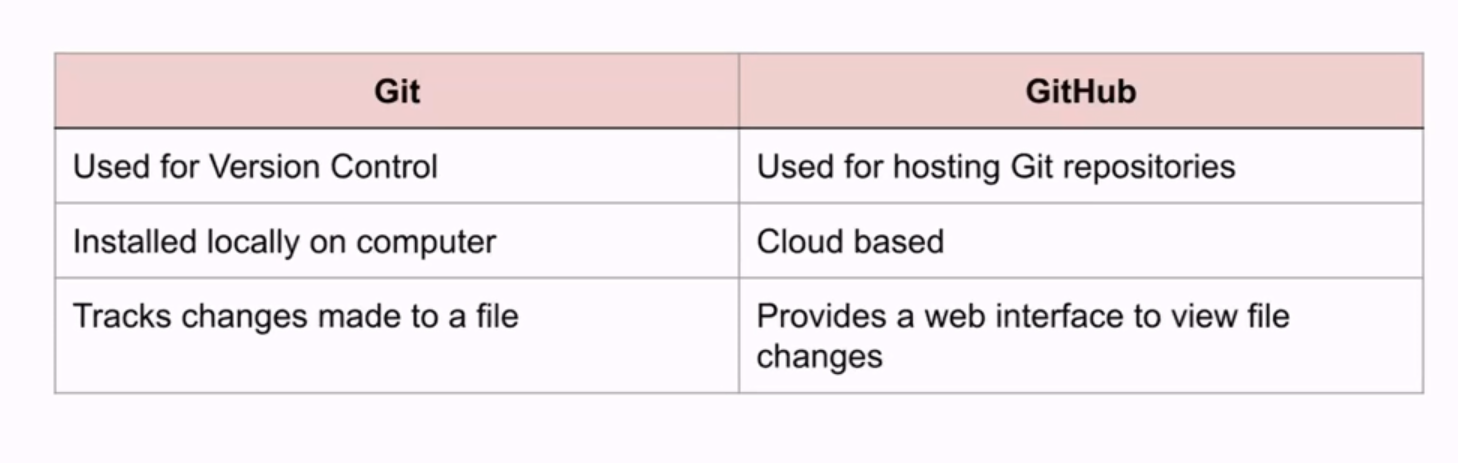 Git
GitHub
Used for Version Control
Used for hosting Git repositories
Installed locally on computer
Cloud based
Tracks changes made to a file
Provides a web interface to view file
changes